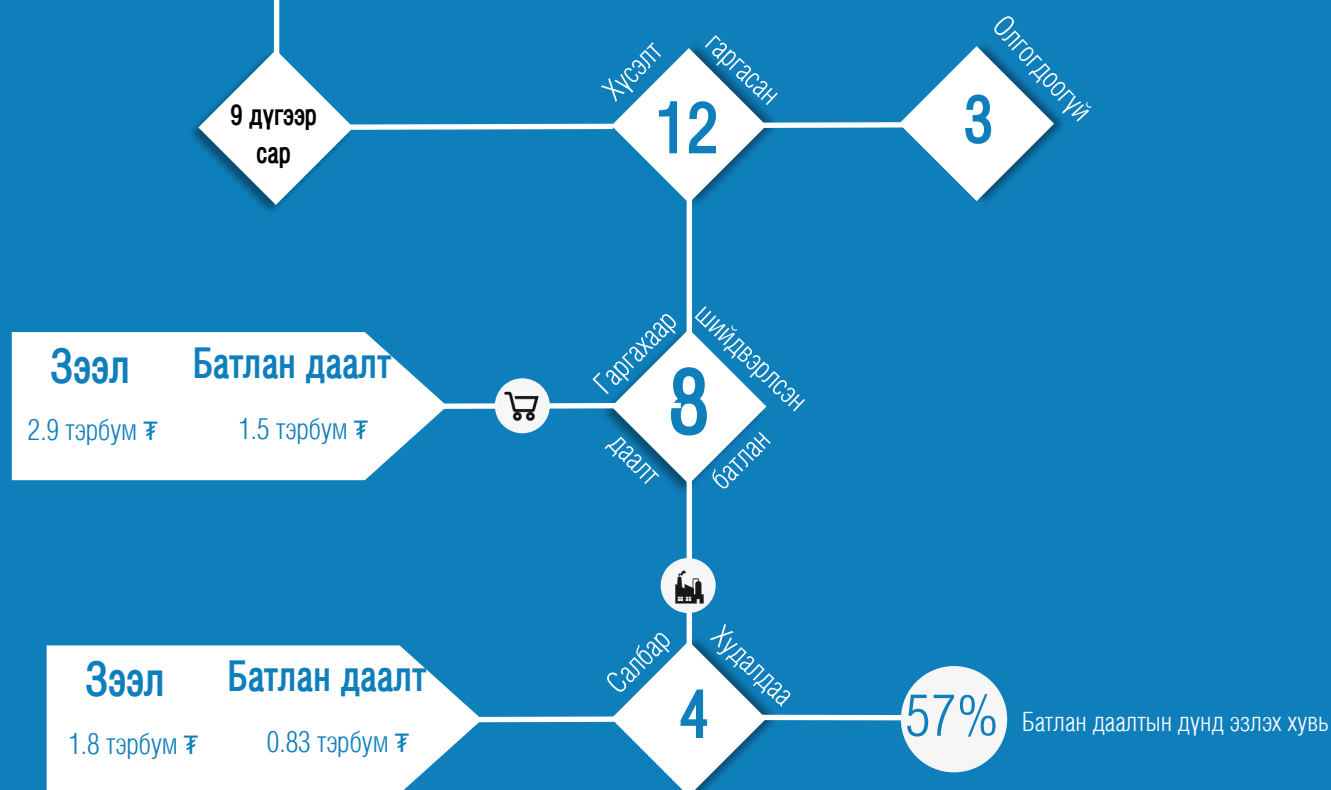 9 дүгээр
сар
Хүсэлт гаргасан
12
Олгогдоогүй
3
Гаргахаар шийдвэрлсэн
8
батлан даалт
Зээл Батлан даалт
2.9 тэрбум ₮ 1.5 тэрбум ₮
Салбар Худалдаа
4
Зээл Батлан даалт
1.8 тэрбум ₮ 0.83 тэрбум ₮
57% Батлан даалтын дүнд эзлэх хувь